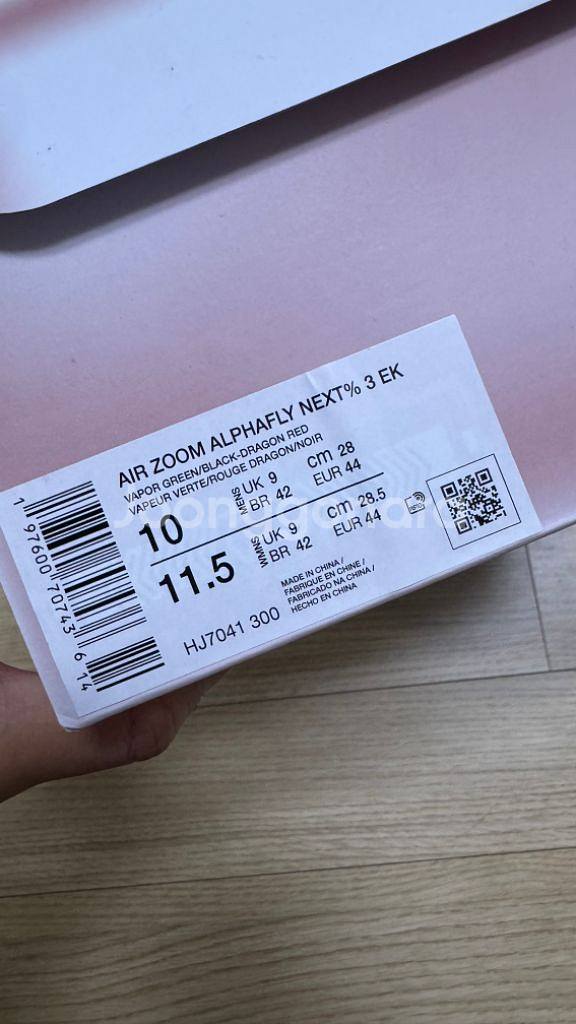 AIR ZOOM ALPHAFLY NEXT% 3 EK
VAPOR GREEN/BLACK-DRAGON RED
VAPEUR VERTE/ROUGE DRAGON/NOIR
10 MENS UK 9 cm 28
BR 42 EUR 44
11.5 WMNS UK 9 cm 28.5
BR 42 EUR 44
MADE IN CHINA /
FABRIQUE EN CHINE /
FABRICADO NA CHINA /
HECHO EN CHINA
HJ7041 300
1 97600 70743 6 14